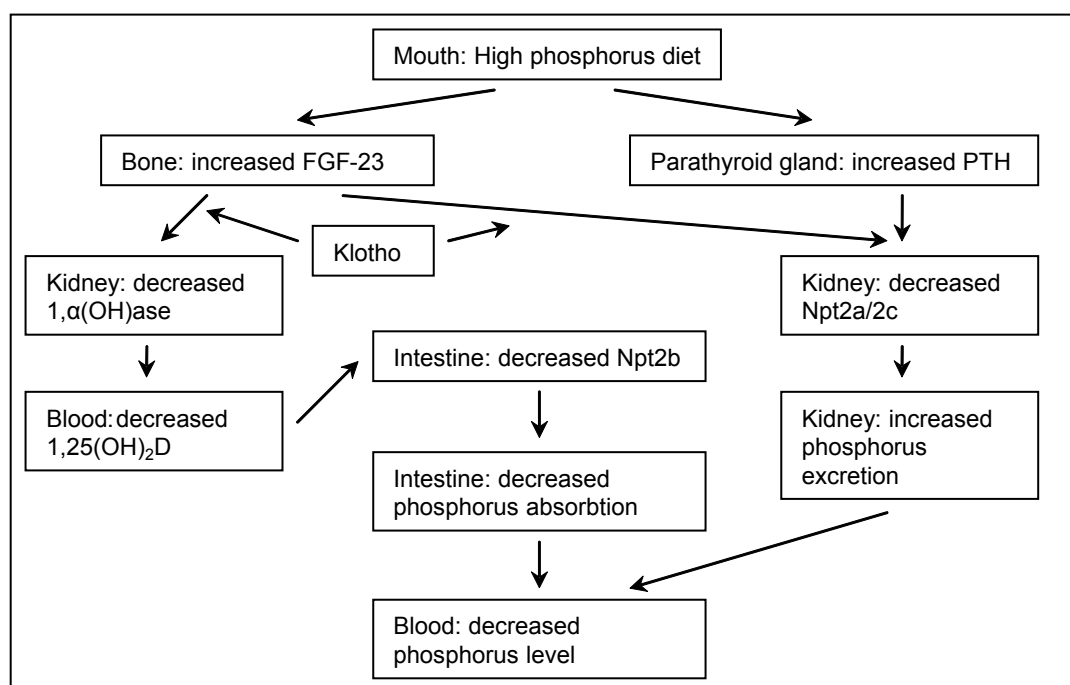 Mouth: High phosphorus diet
Bone: increased FGF-23
Parathyroid gland: increased PTH
Klotho
Kidney: decreased
1,α(OH)ase
Kidney: decreased
Npt2a/2c
Intestine: decreased Npt2b
Blood: decreased
1,25(OH)₂D
Kidney: increased
phosphorus
excretion
Intestine: decreased
phosphorus absorbtion
Blood: decreased
phosphorus level